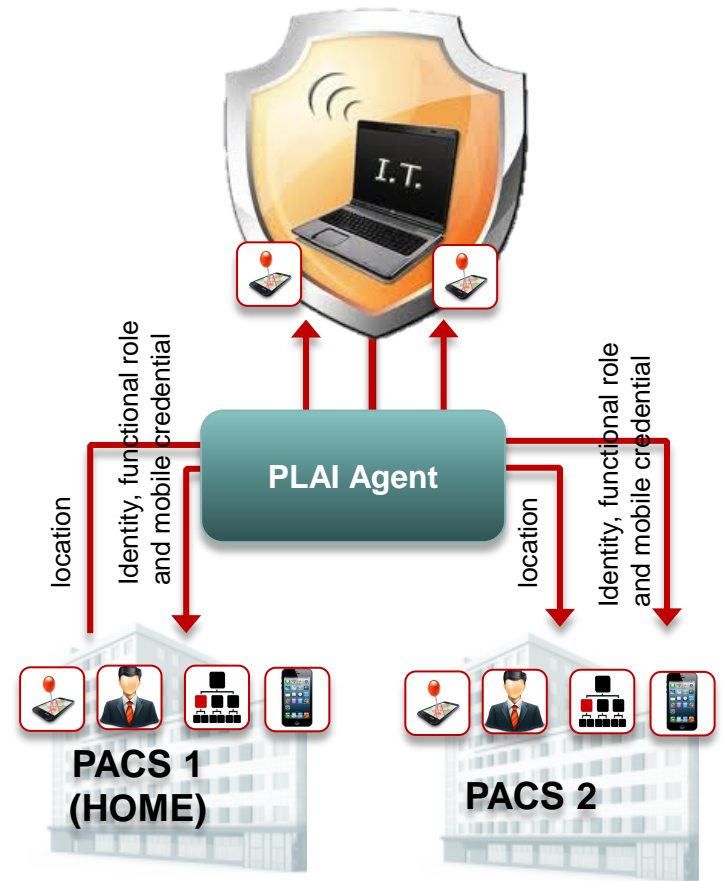 I.T.
PLAI Agent
location
Identity, functional role
and mobile credential
location
Identity, functional role
and mobile credential
PACS 1
(HOME)
PACS 2